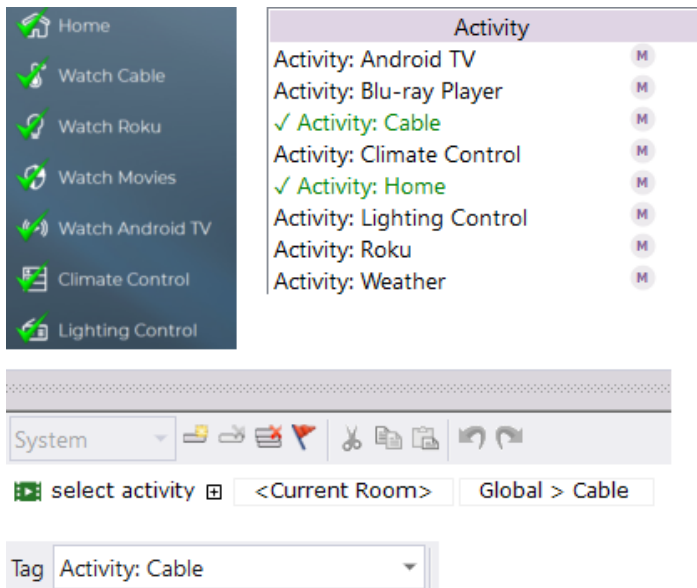 Home
Watch Cable
Watch Roku
Watch Movies
Watch Android TV
Climate Control
Lighting Control
Activity
Activity: Android TV M
Activity: Blu-ray Player M
✓ Activity: Cable M
Activity: Climate Control M
✓ Activity: Home M
Activity: Lighting Control M
Activity: Roku M
Activity: Weather M
System
select activity <Current Room> Global > Cable
Tag Activity: Cable